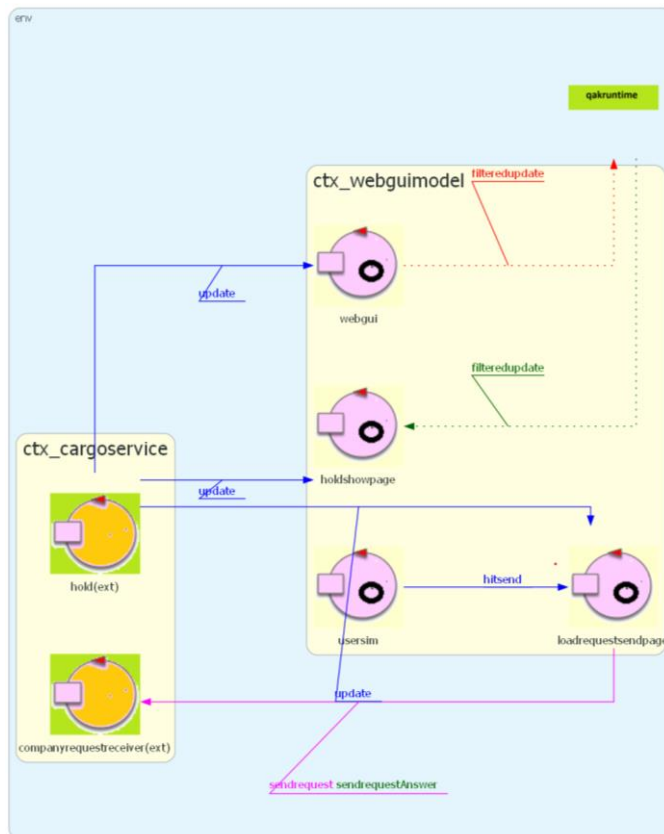 env
qakruntime
ctx_webguimodel
filteredupdate
update
webgui
filteredupdate
ctx_cargoservice
holdshowpage
update
hold(ext)
hitsend
usersim
loadrequestsendpage
update
companyrequestreceiver(ext)
sendrequest sendrequestAnswer